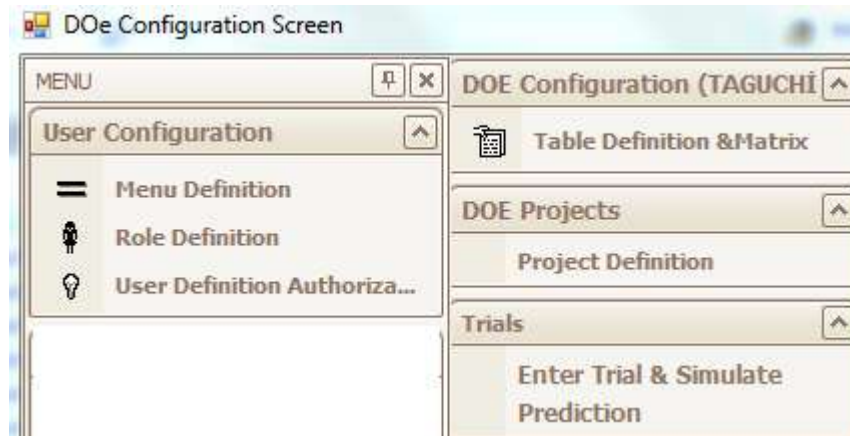 DOe Configuration Screen
MENU
User Configuration
Menu Definition
Role Definition
User Definition Authoriza...
DOE Configuration (TAGUCHİ
Table Definition &Matrix
DOE Projects
Project Definition
Trials
Enter Trial & Simulate
Prediction